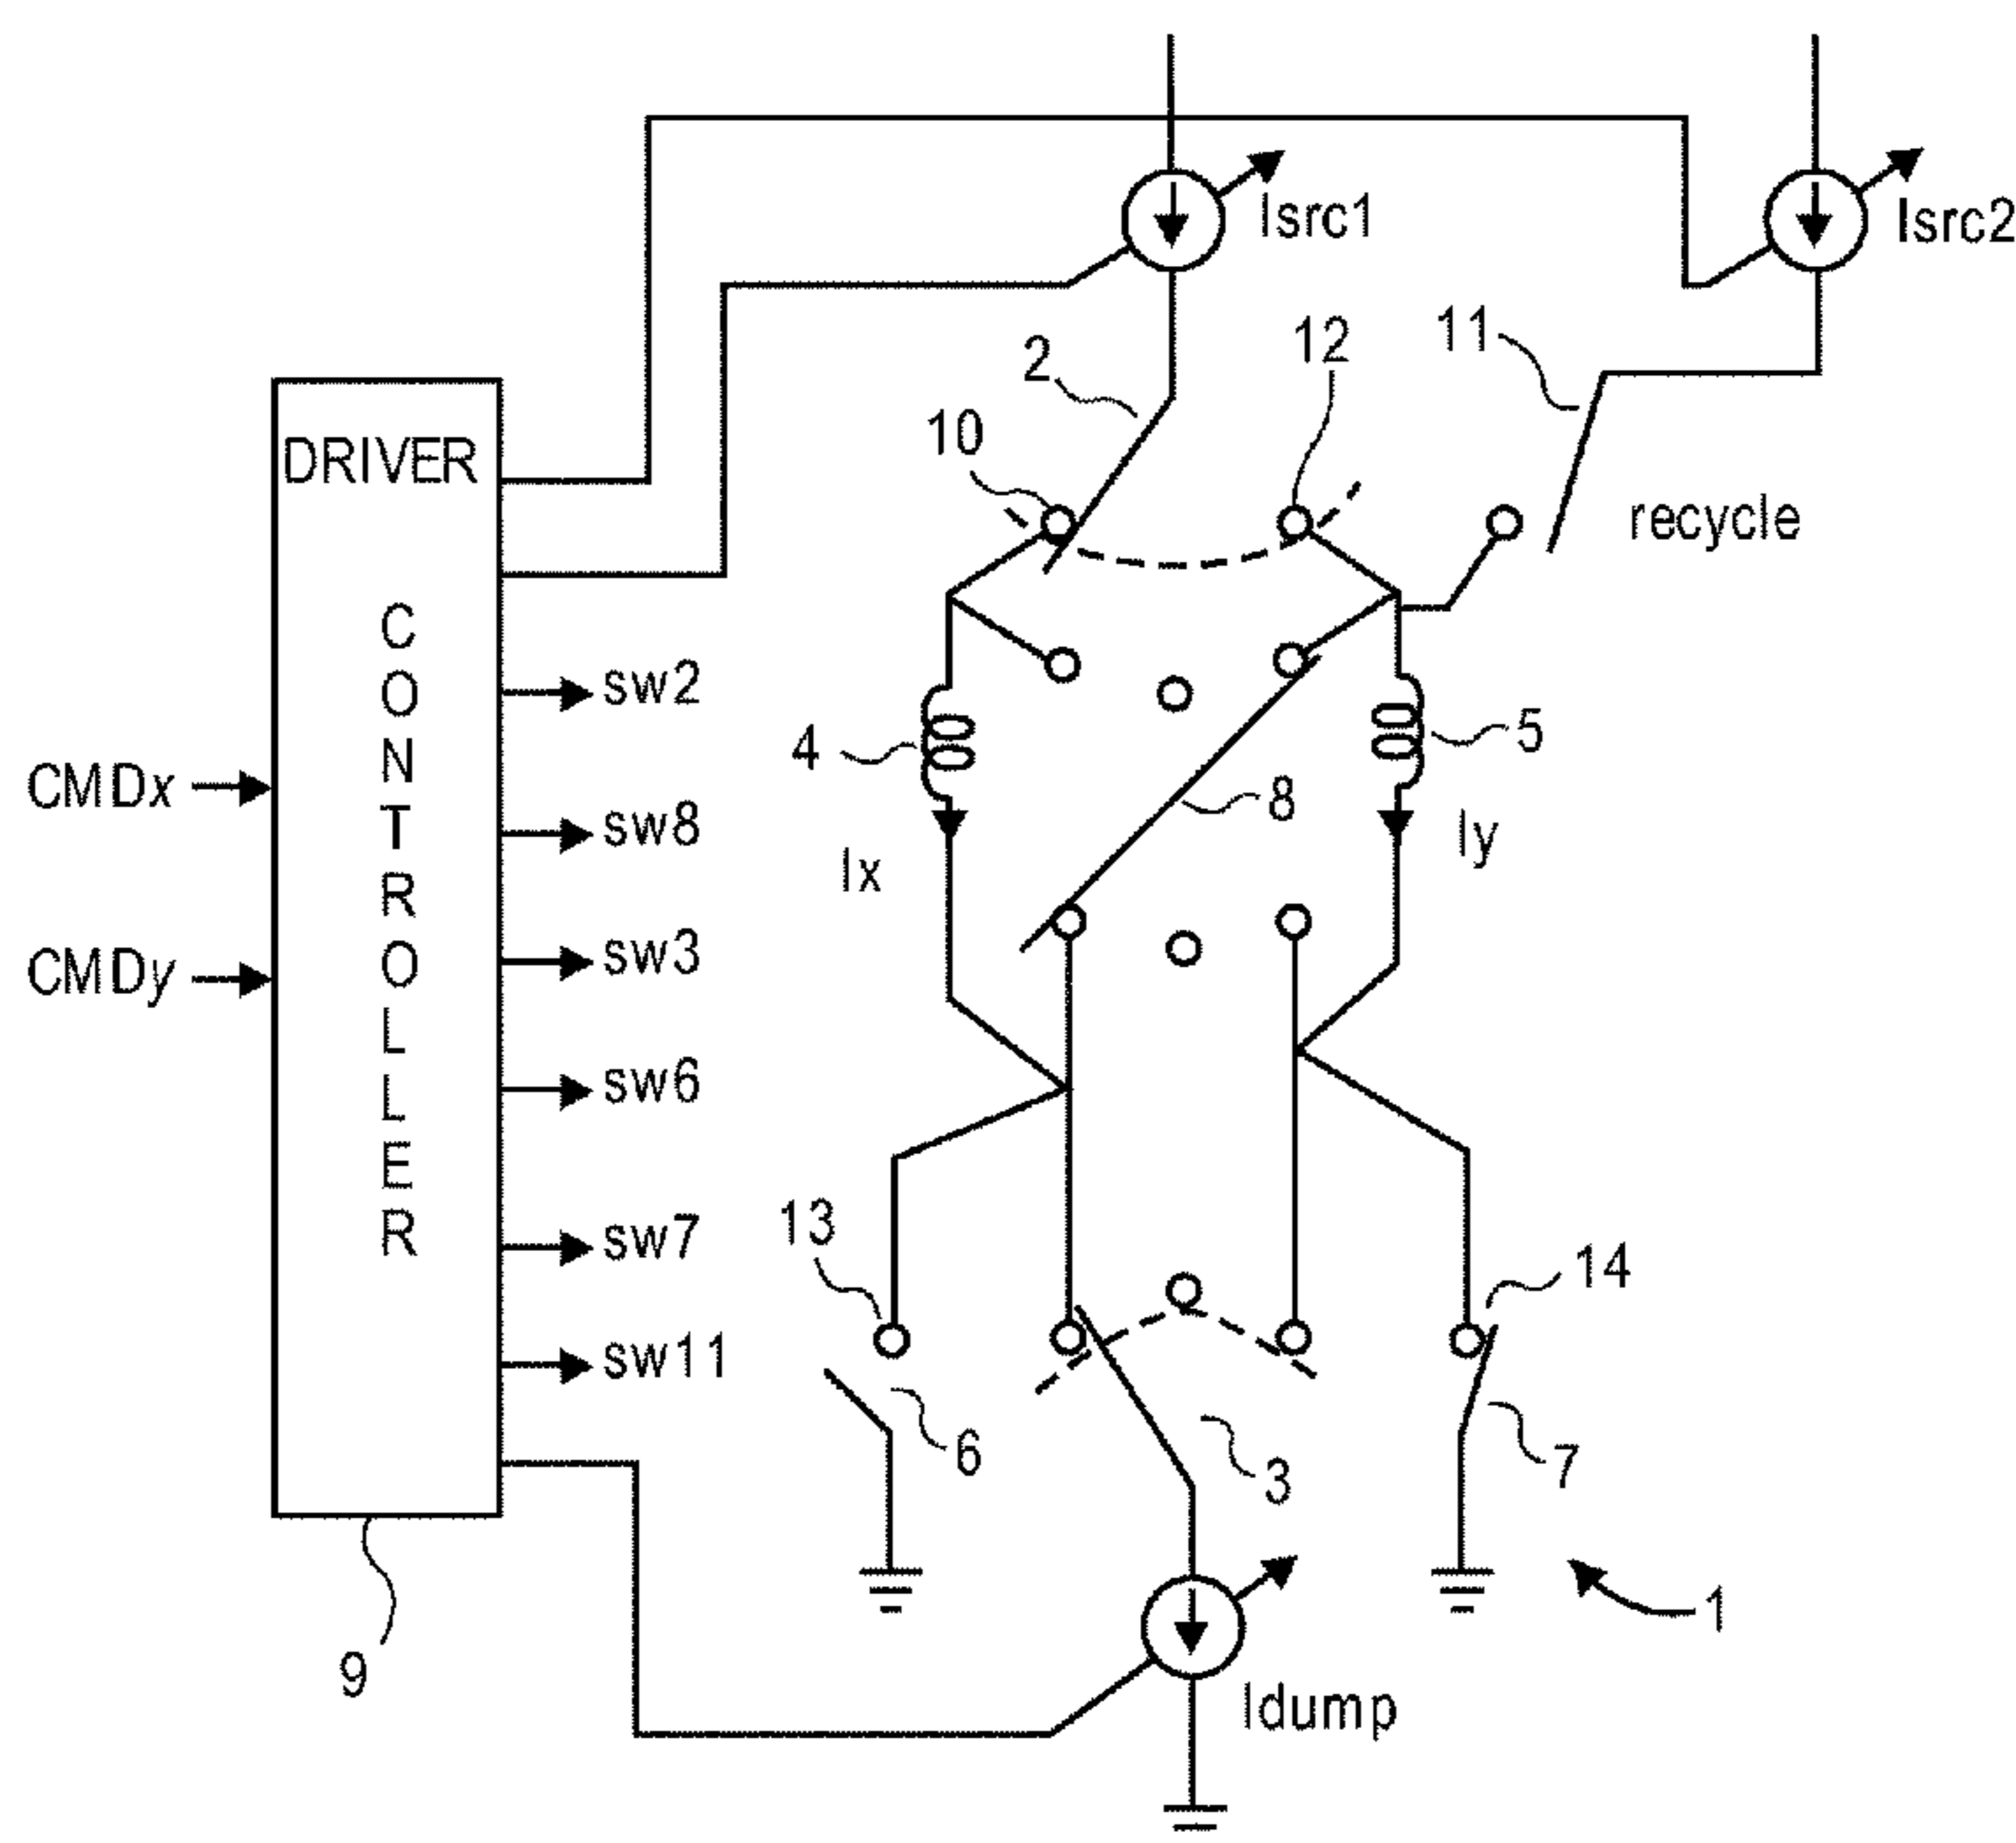 Isrc1
Isrc2
2
12
11
10
DRIVER
CONTROLLER
recycle
sw2
4
5
CMDx
sw8
8
Ix
Iy
CMDy
sw3
sw6
13
sw7
14
sw11
6
3
7
1
9
Idump